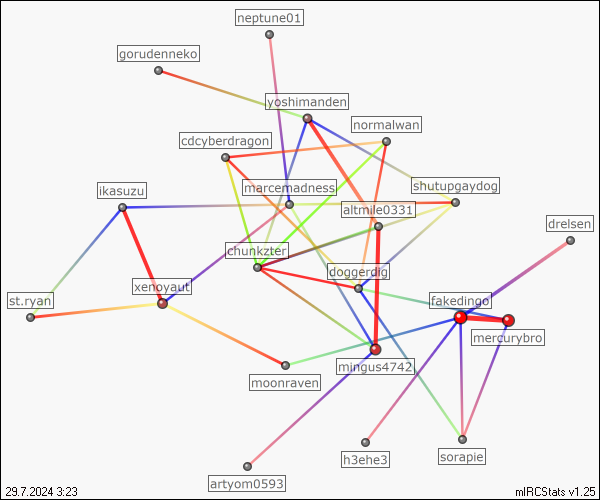 neptune01
gorudenneko
yoshimanden
normalwan
cdcyberdragon
marcemadness
shutupgaydog
ikasuzu
altmile0331
drelsen
chunkzter
doggerdig
xenoyaut
st.ryan
fakedingo
mercurybro
moonraven
mingus4742
h3ehe3
sorapie
artyom0593
29.7.2024 3:23
mIRCStats v1.25